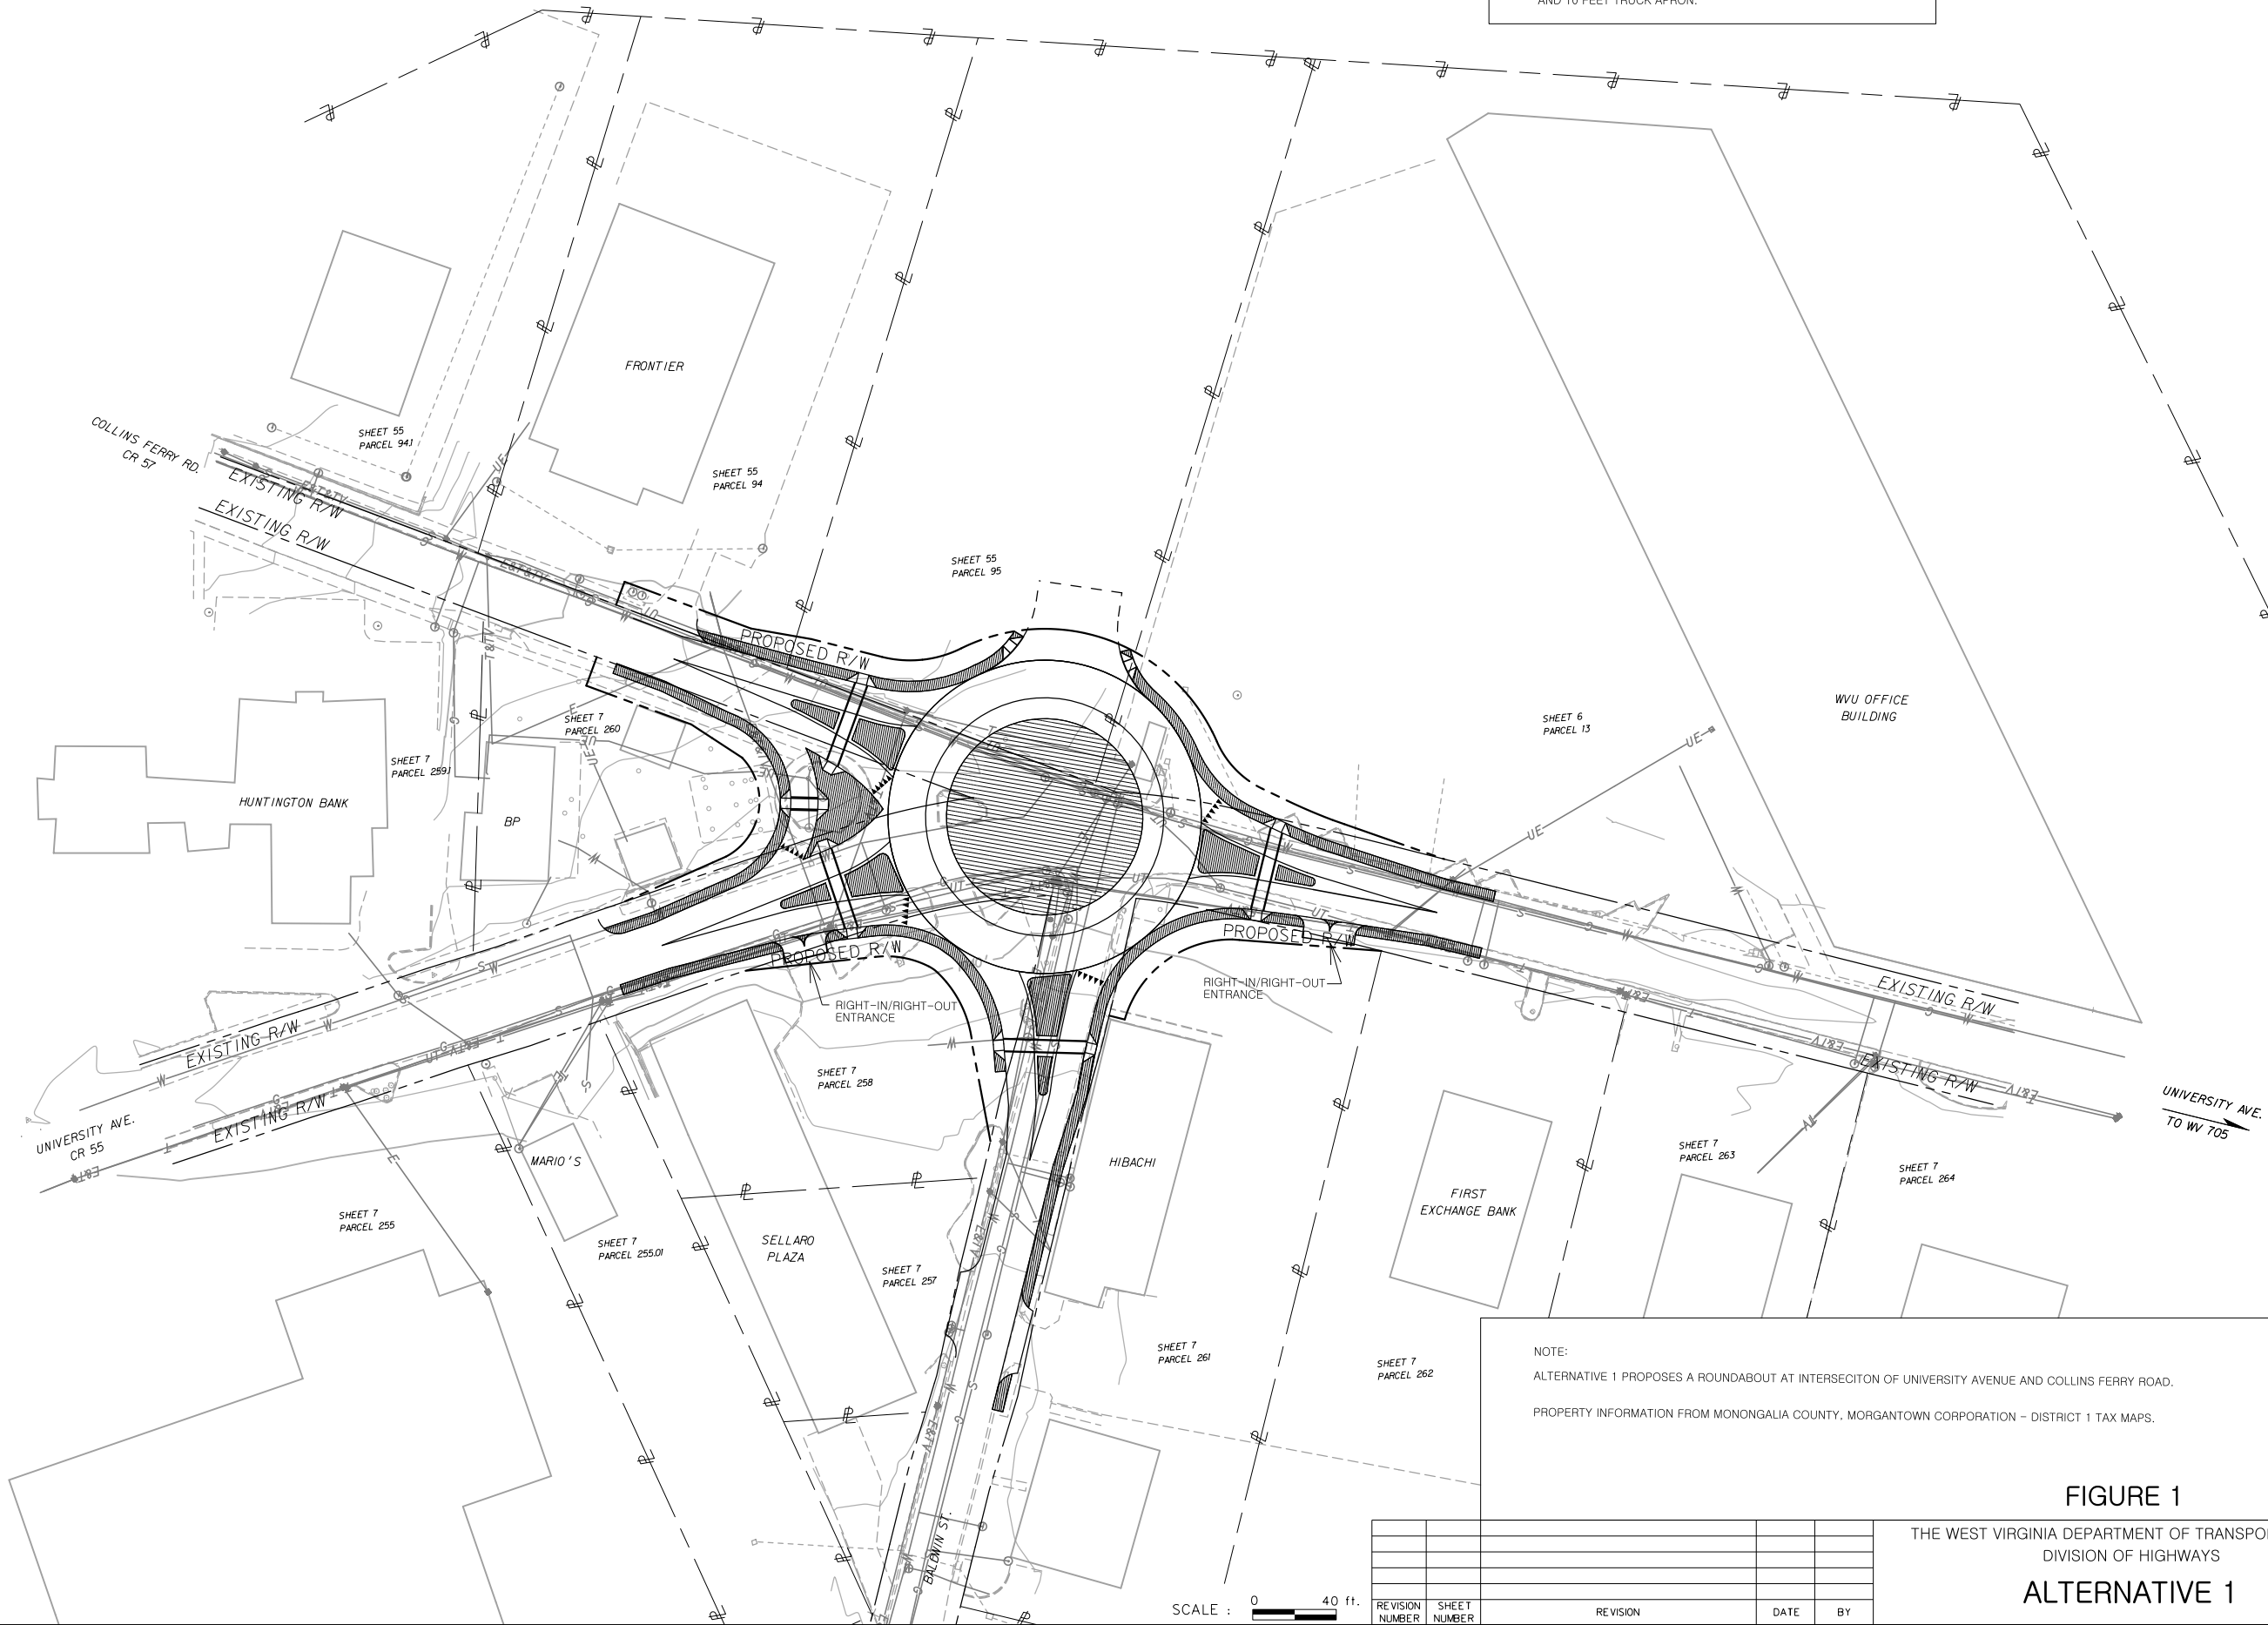 AND 10 FEET TRUCK APRON.
FRONTIER
COLLINS FERRY RD.
CR 57
SHEET 55
PARCEL 94.1
SHEET 55
PARCEL 94
EXISTING R/W
EXISTING R/W
SHEET 55
PARCEL 95
PROPOSED R/W
WVU OFFICE
BUILDING
SHEET 6
PARCEL 13
SHEET 7
PARCEL 260
SHEET 7
PARCEL 259.1
HUNTINGTON BANK
BP
PROPOSED R/W
PROPOSED R/W
RIGHT-IN/RIGHT-OUT
ENTRANCE
RIGHT-IN/RIGHT-OUT
ENTRANCE
EXISTING R/W
EXISTING R/W
EXISTING R/W
EXISTING R/W
UNIVERSITY AVE.
CR 55
UNIVERSITY AVE.
TO WV 705
SHEET 7
PARCEL 258
MARIO'S
HIBACHI
SHEET 7
PARCEL 263
SHEET 7
PARCEL 264
FIRST
EXCHANGE BANK
SHEET 7
PARCEL 255
SHEET 7
PARCEL 255.01
SELLARO
PLAZA
SHEET 7
PARCEL 257
SHEET 7
PARCEL 261
SHEET 7
PARCEL 262
BALDWIN ST.
NOTE:
ALTERNATIVE 1 PROPOSES A ROUNDABOUT AT INTERSECITON OF UNIVERSITY AVENUE AND COLLINS FERRY ROAD.
PROPERTY INFORMATION FROM MONONGALIA COUNTY, MORGANTOWN CORPORATION - DISTRICT 1 TAX MAPS.
FIGURE 1
THE WEST VIRGINIA DEPARTMENT OF TRANSPO
DIVISION OF HIGHWAYS
ALTERNATIVE 1
SCALE : 0 40 ft.
REVISION NUMBER
SHEET NUMBER
REVISION
DATE
BY